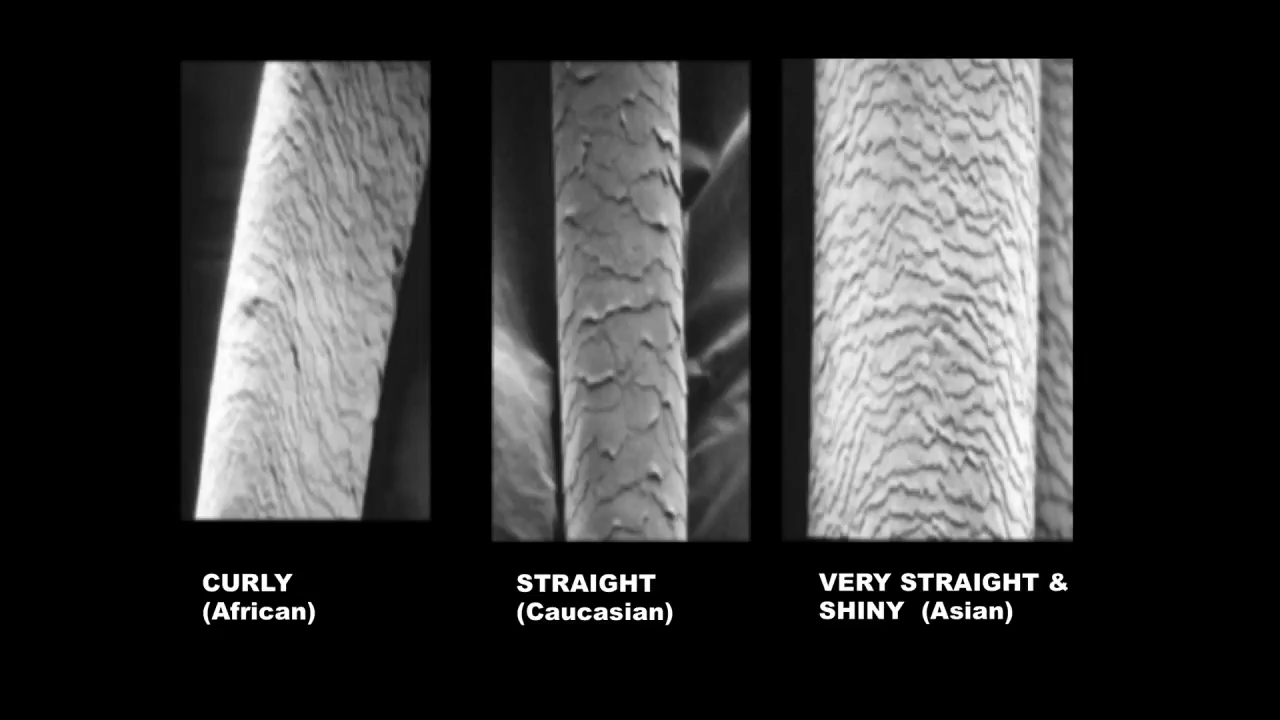 CURLY
(African)
STRAIGHT
(Caucasian)
VERY STRAIGHT &
SHINY (Asian)